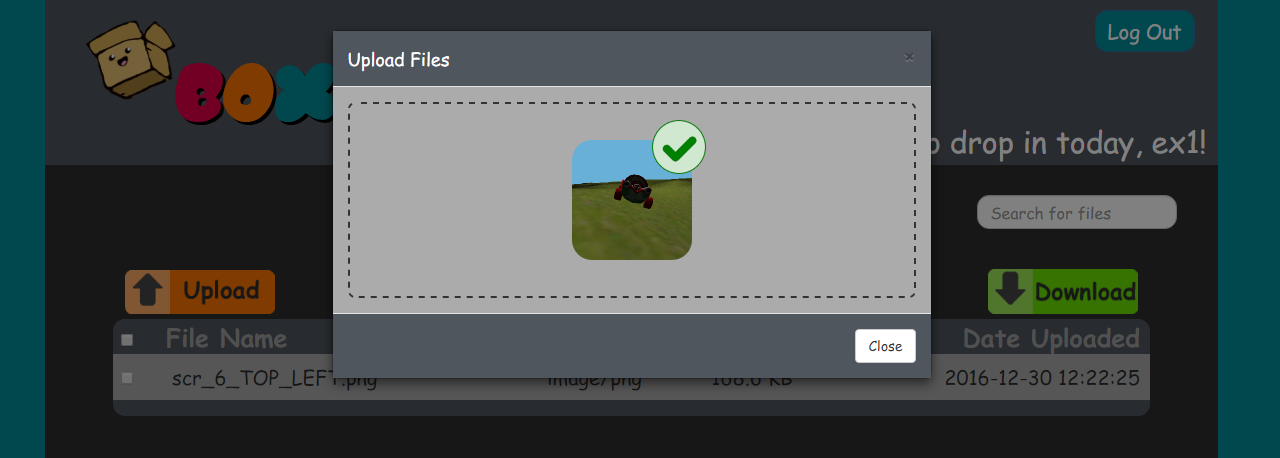 Log Out
Upload Files
×
BOX
drop in today, ex1!
Search for files
Upload
Download
File Name
Date Uploaded
scr_6_TOP_LEFT.png image/png 168.6 KB 2016-12-30 12:22:25
Close